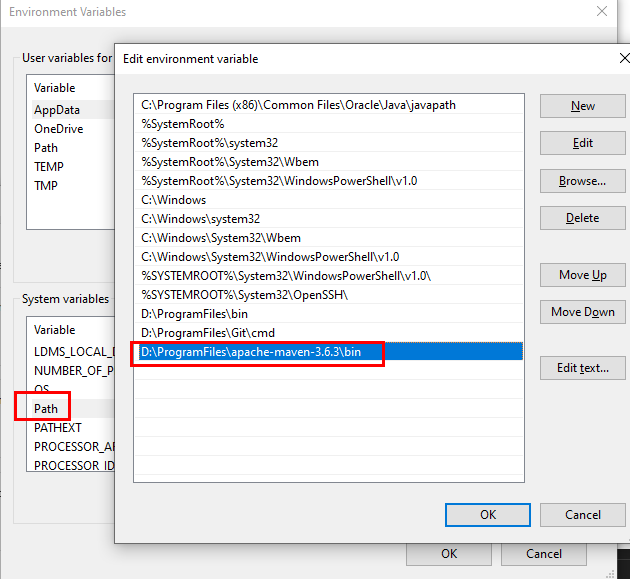 Environment Variables
User variables for
Variable
AppData
OneDrive
Path
TEMP
TMP
System variables
Variable
LDMS_LOCAL_
NUMBER_OF_P
OS
Path
PATHEXT
PROCESSOR_A
PROCESSOR_ID
Edit environment variable
C:\Program Files (x86)\Common Files\Oracle\Java\javapath
%SystemRoot%
%SystemRoot%\system32
%SystemRoot%\System32\Wbem
%SystemRoot%\System32\WindowsPowerShell\v1.0
C:\Windows
C:\Windows\system32
C:\Windows\System32\Wbem
C:\Windows\System32\WindowsPowerShell\v1.0
%SYSTEMROOT%\System32\WindowsPowerShell\v1.0\
%SYSTEMROOT%\System32\OpenSSH\
D:\ProgramFiles\bin
D:\ProgramFiles\Git\cmd
D:\ProgramFiles\apache-maven-3.6.3\bin
New
Edit
Browse...
Delete
Move Up
Move Down
Edit text...
OK
Cancel
OK
Cancel